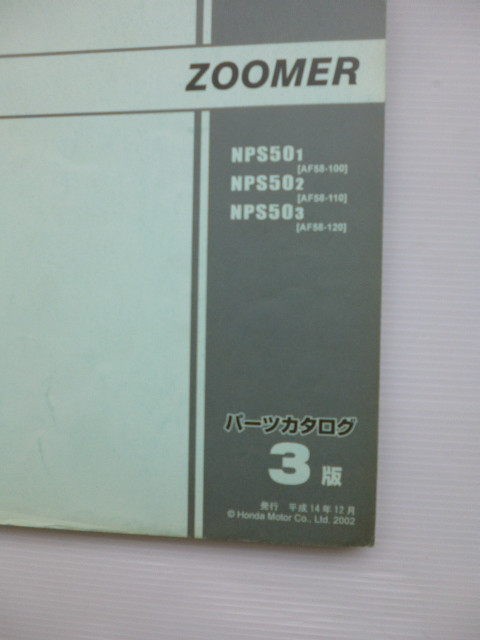 ZOOMER
NPS501
[AF58-100]
NPS502
[AF58-110]
NPS503
[AF58-120]
パーツカタログ
3版
発行 平成14年12月
© Honda Motor Co., Ltd. 2002